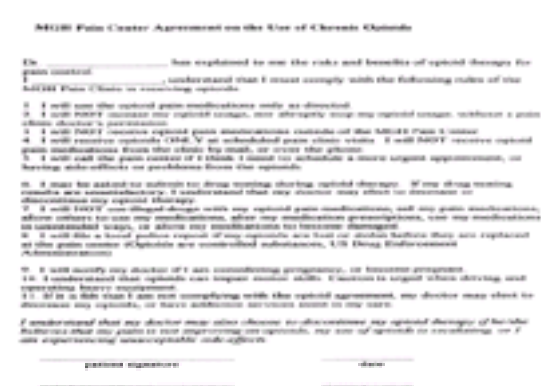 MGH Pain Center Agreement on the Use of Chronic Opioids
Dr. ____________________ has explained to me the risks and benefits of opioid therapy for
pain control.
I ____________________, understand that I must comply with the following rules of the
MGH Pain Clinic in receiving opioids.
1. I will use the opioid pain medications only as directed.
2. I will NOT increase my opioid usage, nor abruptly stop my opioid usage, without a pain
clinic doctor's permission.
3. I will NOT receive opioid pain medications outside of the MGH Pain Center.
4. I will receive opioids ONLY at scheduled pain clinic visits. I will NOT receive opioid
pain medications from the clinic by mail, or over the phone.
5. I will call the pain center if I think I need to schedule a more urgent appointment, or
having side-effects or problems from the opioids.
6. I may be asked to submit to drug testing during opioid therapy. If my drug testing
results are unsatisfactory, I understand that my doctor may elect to decrease or
discontinue my opioid therapy.
7. I will NOT use illegal drugs with my opioid pain medications, sell my pain medications,
allow others to use my medications, alter my medication prescriptions, use my medications
in unintended ways, or allow my medications to become damaged.
8. I will file a local police report if my opioids are lost or stolen before they are replaced
at the pain center (Opioids are controlled substances, US Drug Enforcement
Administration)
9. I will notify my doctor if I am considering pregnancy, or become pregnant.
10. I understand that opioids can impair motor skills. Caution is urged when driving and
operating heavy equipment.
11. If it is felt that I am not complying with the opioid agreement, my doctor may elect to
decrease my opioids, or have addiction services assist in my care.
I understand that my doctor may also choose to discontinue my opioid therapy if he/she
believes that my pain is not improving on opioids, my use of opioids is escalating, or I
am experiencing unacceptable side-effects.
patient signature date